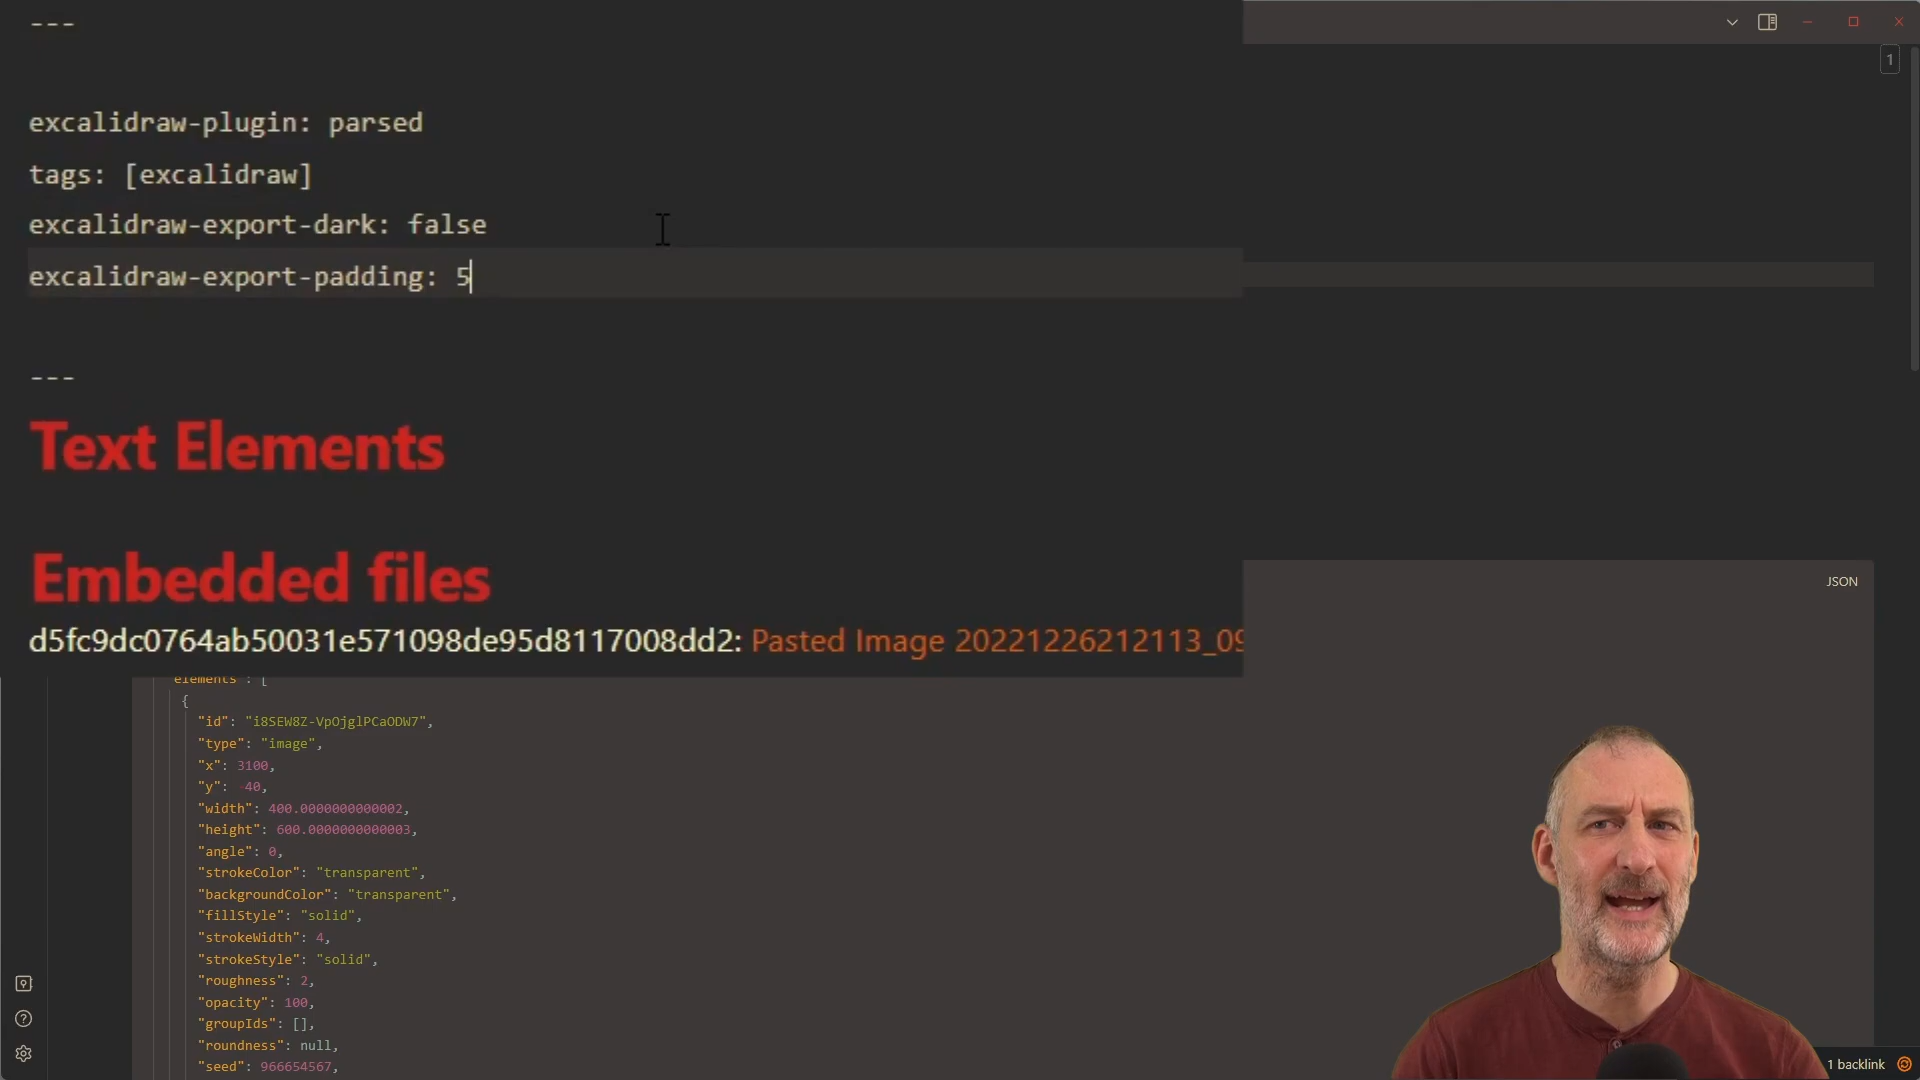 ---
1
excalidraw-plugin: parsed
tags: [excalidraw]
excalidraw-export-dark: false
excalidraw-export-padding: 5
---
Text Elements
Embedded files
JSON
d5fc9dc0764ab50031e571098de95d8117008dd2: Pasted Image 20221226212113_09
elements : [
{
"id": "i8SEW8Z-VpOjglPCaODW7",
"type": "image",
"x": 3100,
"y": -40,
"width": 400.0000000000002,
"height": 600.0000000000003,
"angle": 0,
"strokeColor": "transparent",
"backgroundColor": "transparent",
"fillStyle": "solid",
"strokeWidth": 4,
"strokeStyle": "solid",
"roughness": 2,
"opacity": 100,
"groupIds": [],
"roundness": null,
"seed": 966654567,
1 backlink